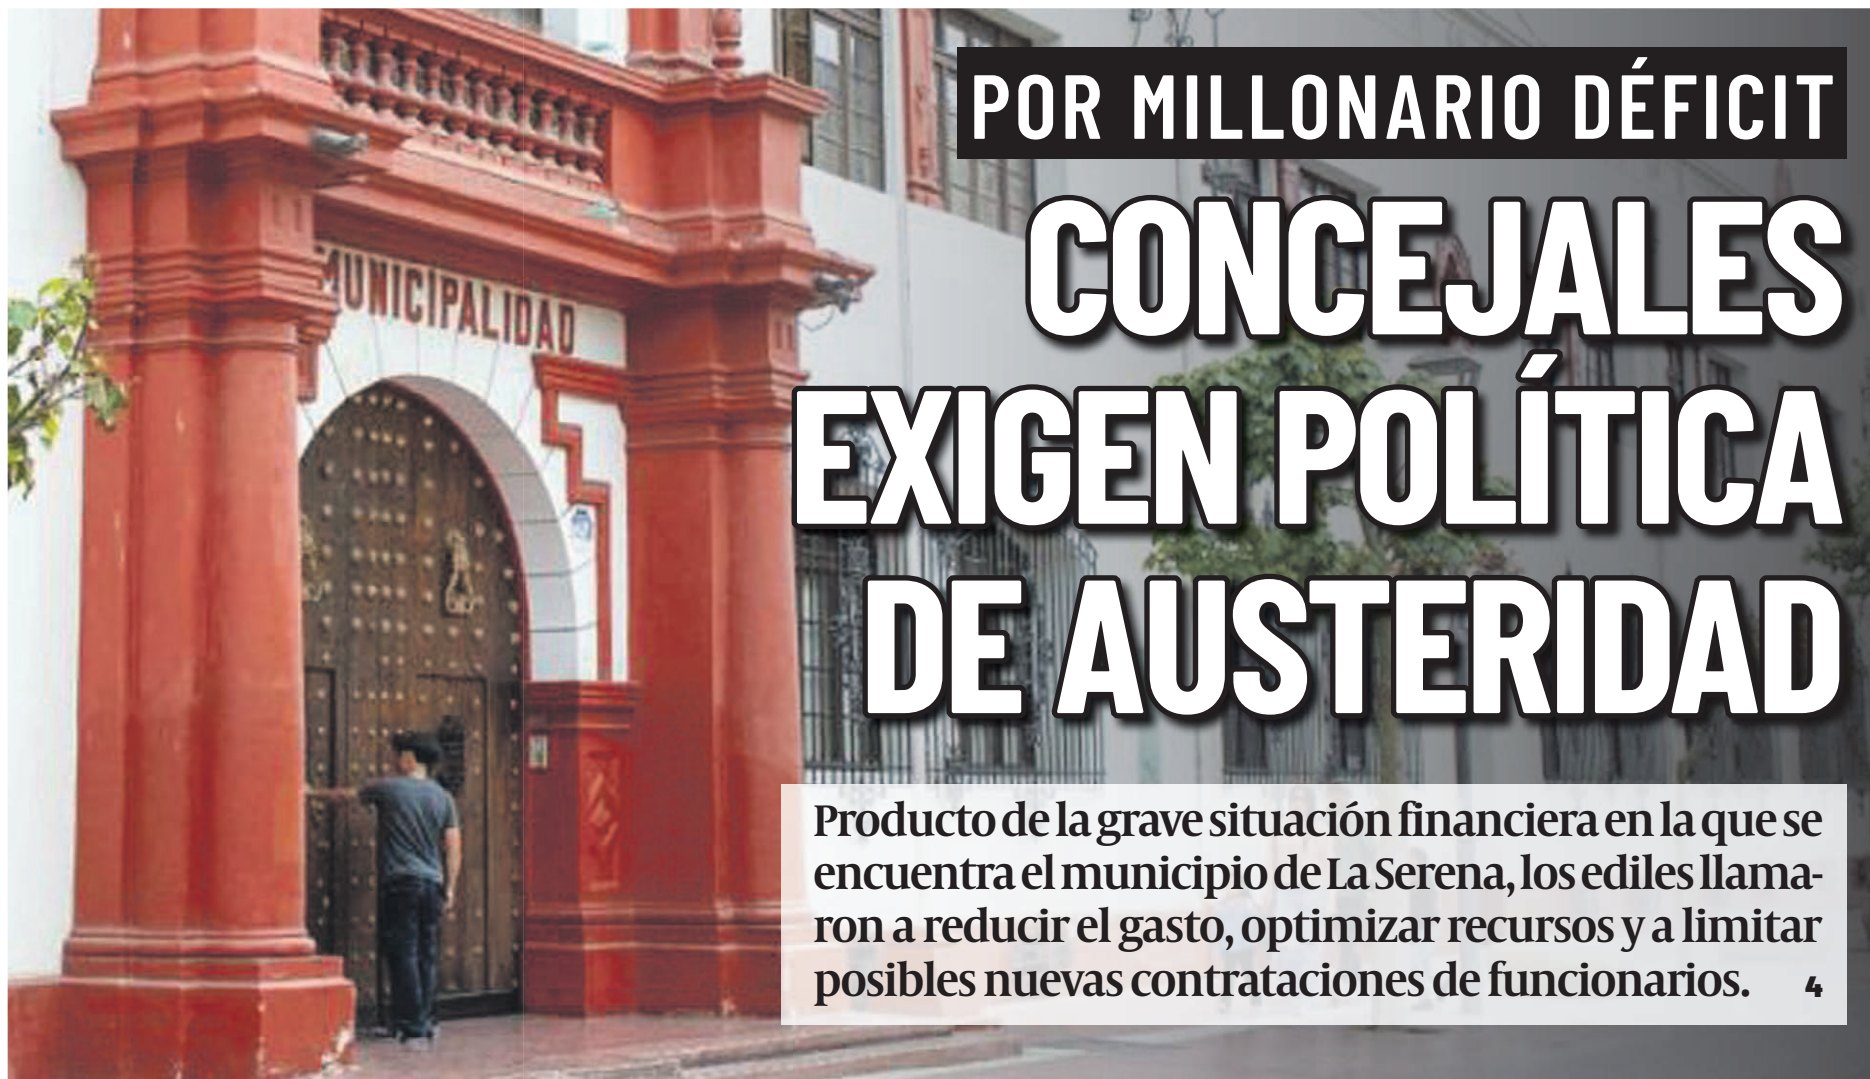 POR MILLONARIO DÉFICIT
CONCEJALES
EXIGEN POLÍTICA
DE AUSTERIDAD
MUNICIPALIDAD
Producto de la grave situación financiera en la que se
encuentra el municipio de La Serena, los ediles llama-
ron a reducir el gasto, optimizar recursos y a limitar
posibles nuevas contrataciones de funcionarios. 4